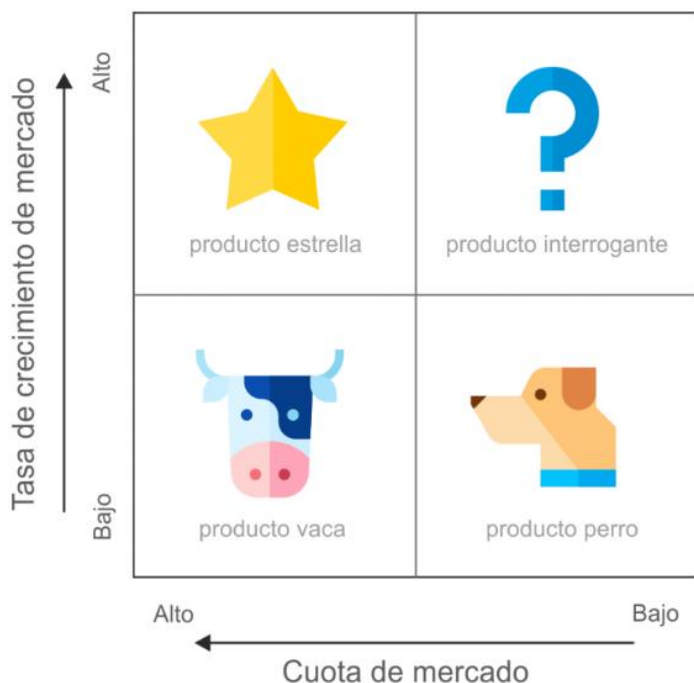 Tasa de crecimiento de mercado
Alto
producto estrella
producto interrogante
Bajo
producto vaca
producto perro
Alto
Bajo
Cuota de mercado